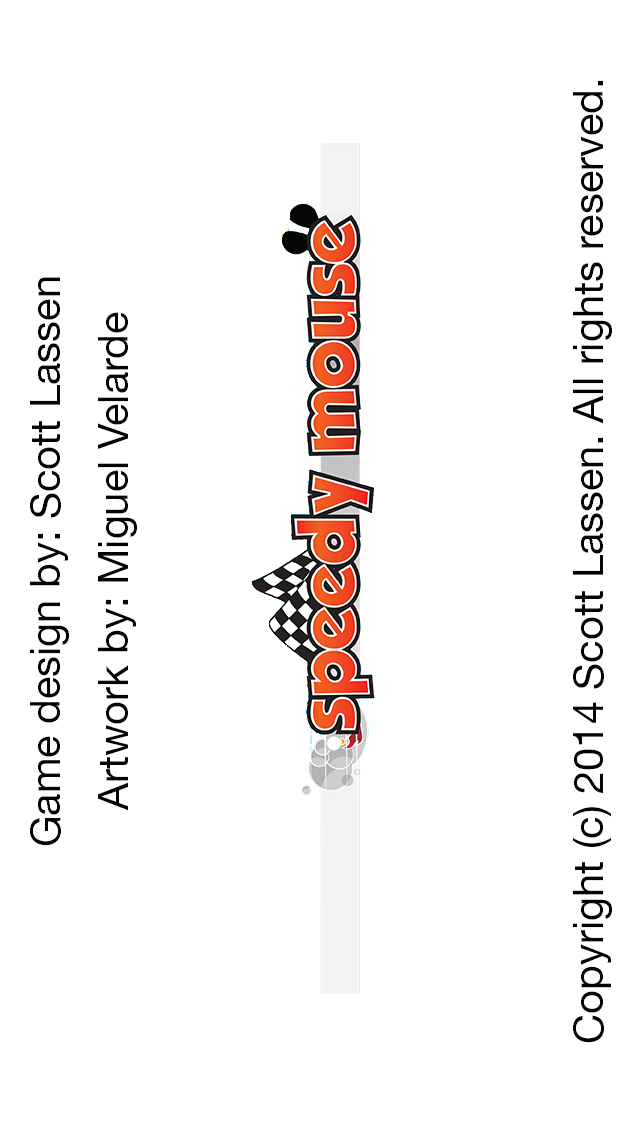 Game design by: Scott Lassen
Artwork by: Miguel Velarde
speedy mouse
Copyright (c) 2014 Scott Lassen. All rights reserved.